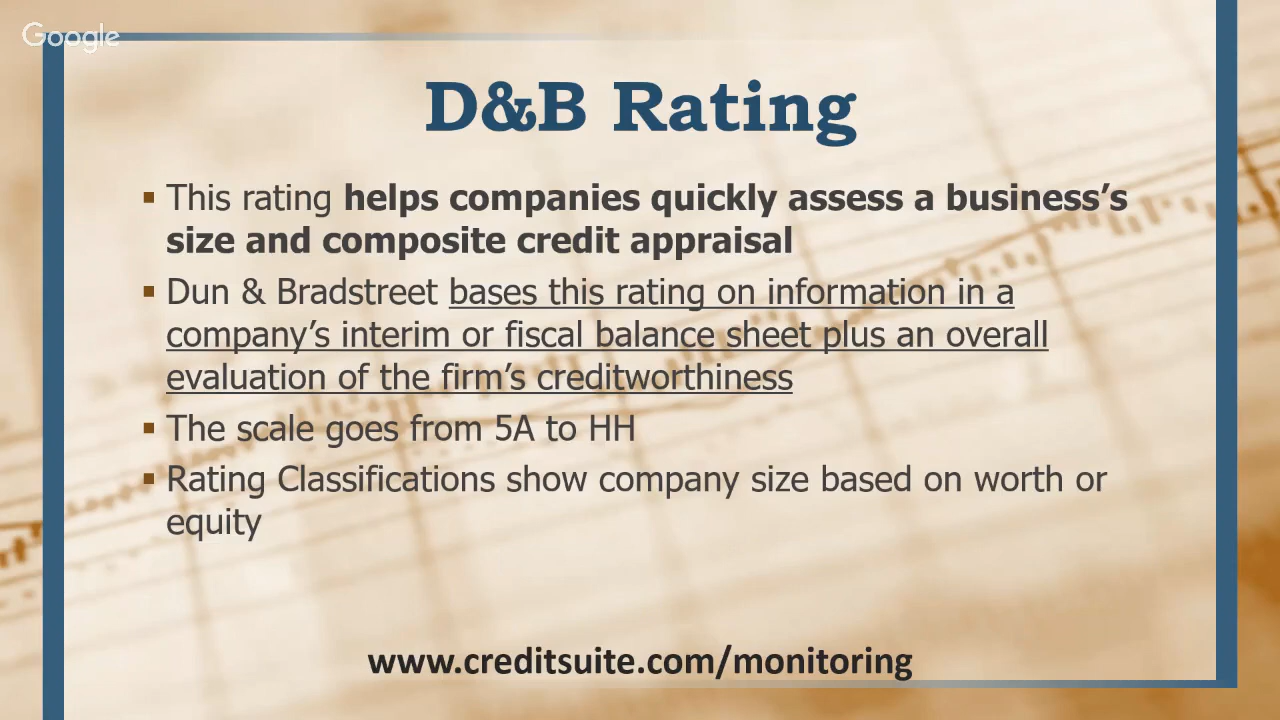 Google
D&B Rating
▪ This rating helps companies quickly assess a business’s
size and composite credit appraisal
▪ Dun & Bradstreet bases this rating on information in a
company’s interim or fiscal balance sheet plus an overall
evaluation of the firm’s creditworthiness
▪ The scale goes from 5A to HH
▪ Rating Classifications show company size based on worth or
equity
www.creditsuite.com/monitoring